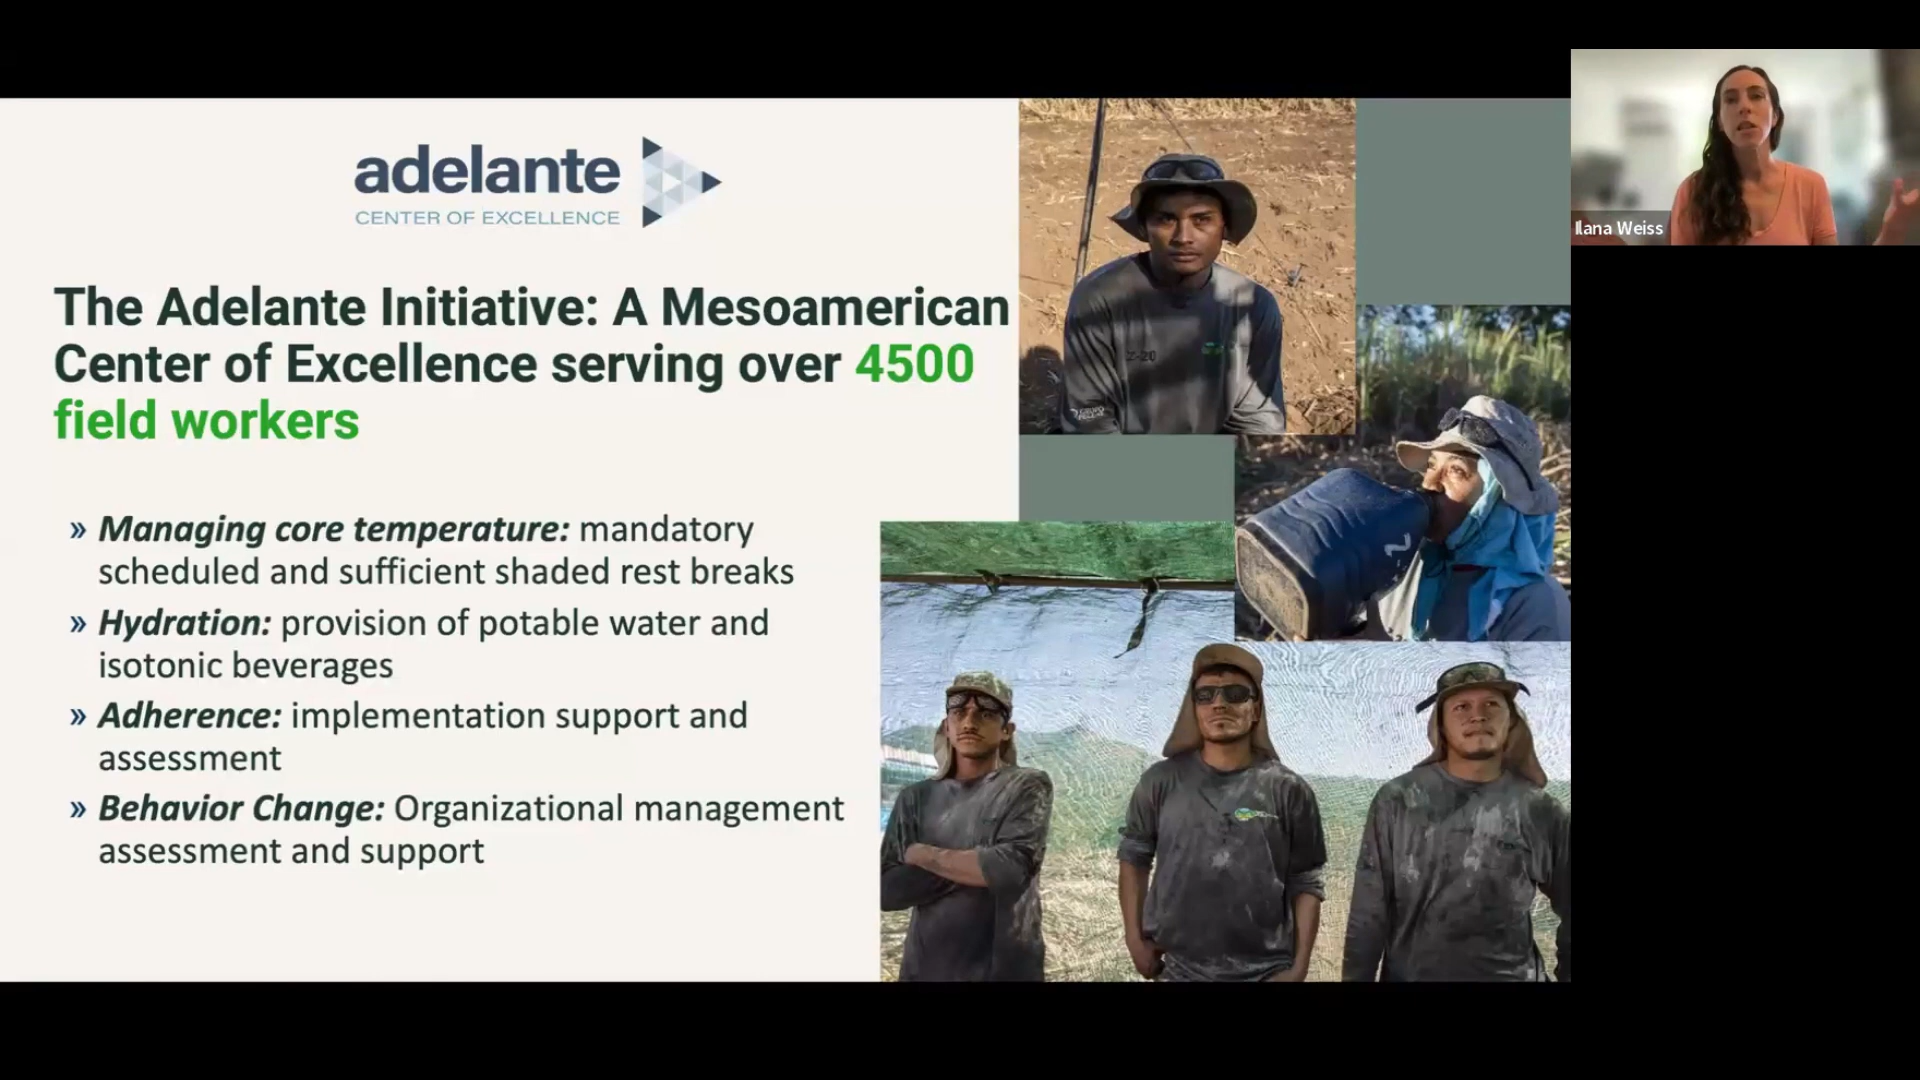 adelante
CENTER OF EXCELLENCE
The Adelante Initiative: A Mesoamerican
Center of Excellence serving over 4500
field workers
» Managing core temperature: mandatory
scheduled and sufficient shaded rest breaks
» Hydration: provision of potable water and
isotonic beverages
» Adherence: implementation support and
assessment
» Behavior Change: Organizational management
assessment and support
Z-20
Ilana Weiss